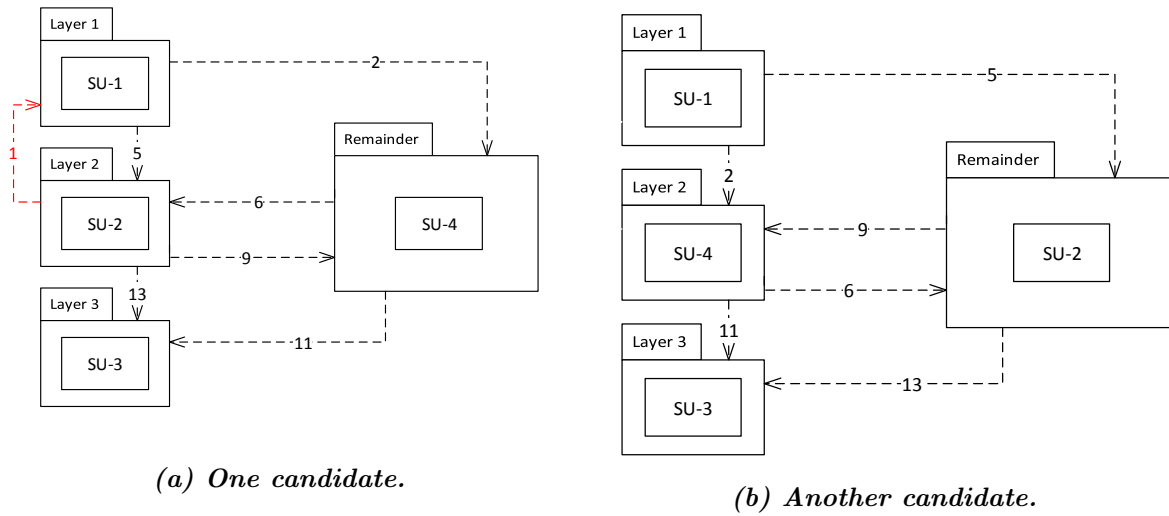 Layer 1
SU-1
2
1
5
Remainder
Layer 2
SU-2
6
SU-4
9
13
Layer 3
SU-3
11
(a) One candidate.
Layer 1
SU-1
5
2
Remainder
Layer 2
SU-4
9
SU-2
6
11
Layer 3
SU-3
13
(b) Another candidate.